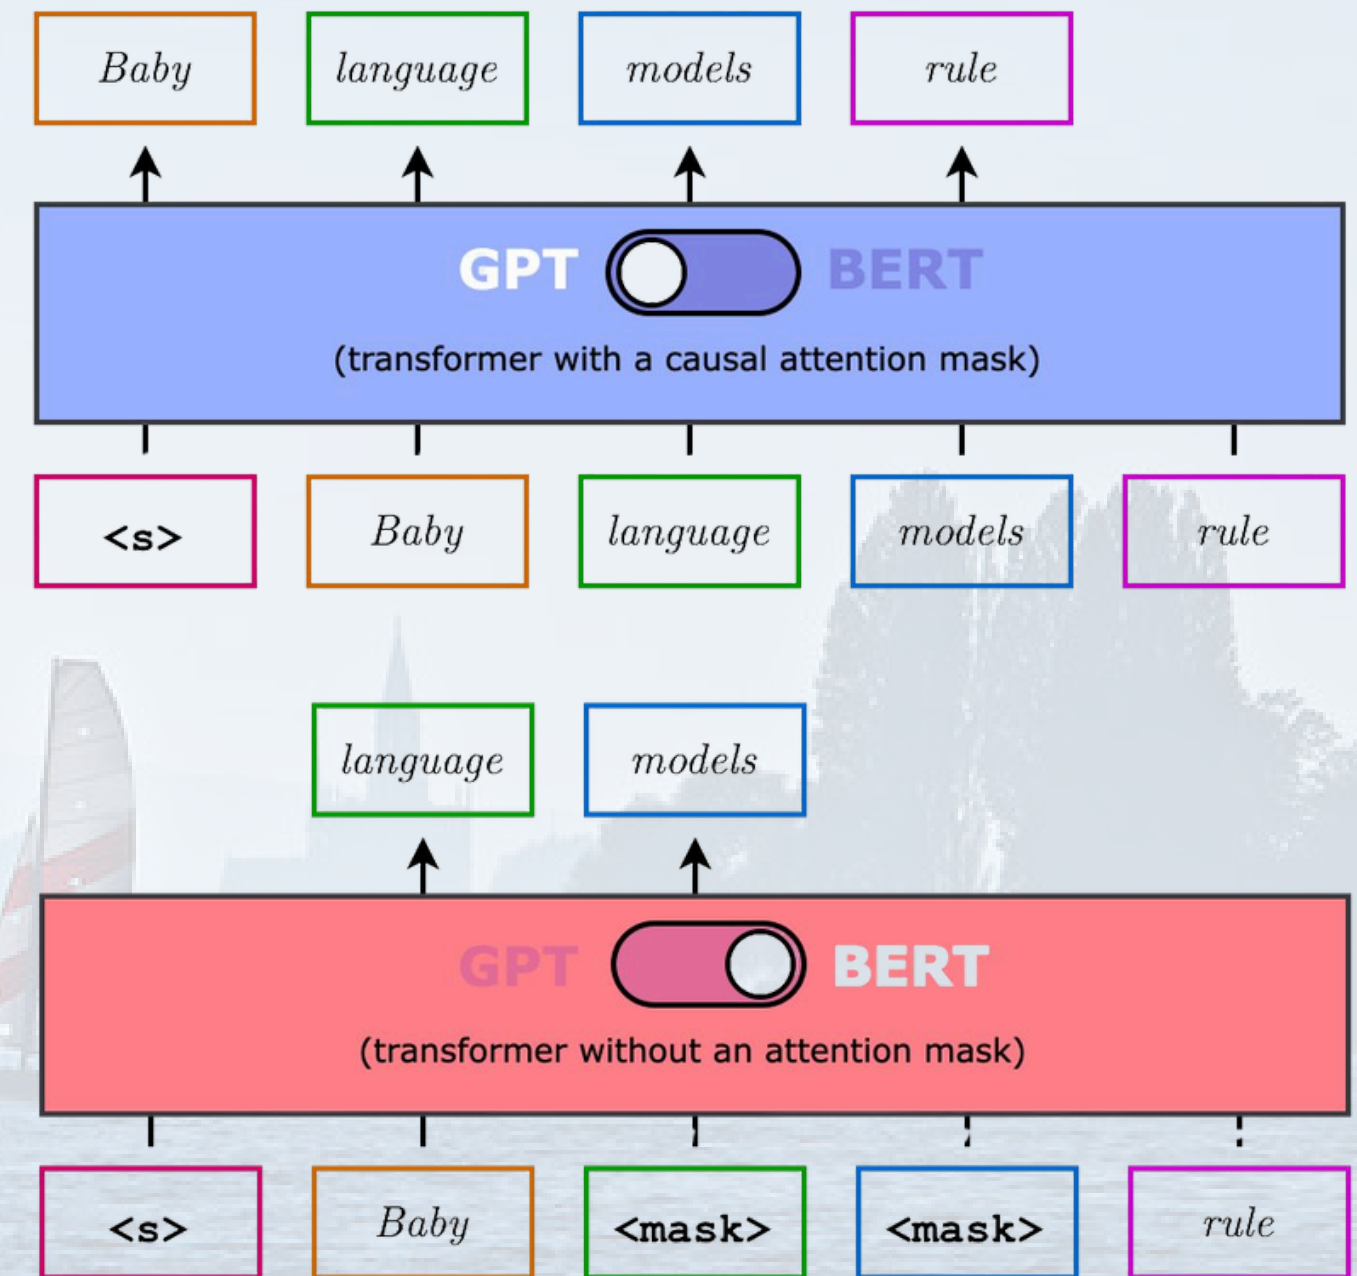 Baby language models rule
GPT BERT
(transformer with a causal attention mask)
<s> Baby language models rule
language models
GPT BERT
(transformer without an attention mask)
<s> Baby <mask> <mask> rule